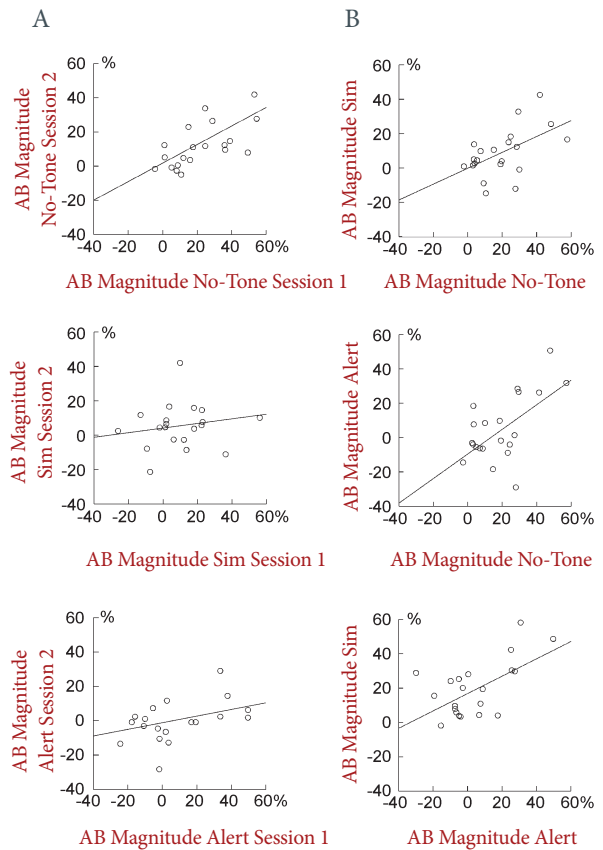 A
B
%
60
40
20
0
-20
-40
-40 -20 0 20 40 60%
AB Magnitude
No-Tone Session 2
AB Magnitude No-Tone Session 1
%
60
40
20
0
-20
-40
-40 -20 0 20 40 60%
AB Magnitude Sim
AB Magnitude No-Tone
%
60
40
20
0
-20
-40
-40 -20 0 20 40 60%
AB Magnitude
Sim Session 2
AB Magnitude Sim Session 1
%
60
40
20
0
-20
-40
-40 -20 0 20 40 60%
AB Magnitude Alert
AB Magnitude No-Tone
%
60
40
20
0
-20
-40
-40 -20 0 20 40 60%
AB Magnitude
Alert Session 2
AB Magnitude Alert Session 1
%
60
40
20
0
-20
-40
-40 -20 0 20 40 60%
AB Magnitude Sim
AB Magnitude Alert